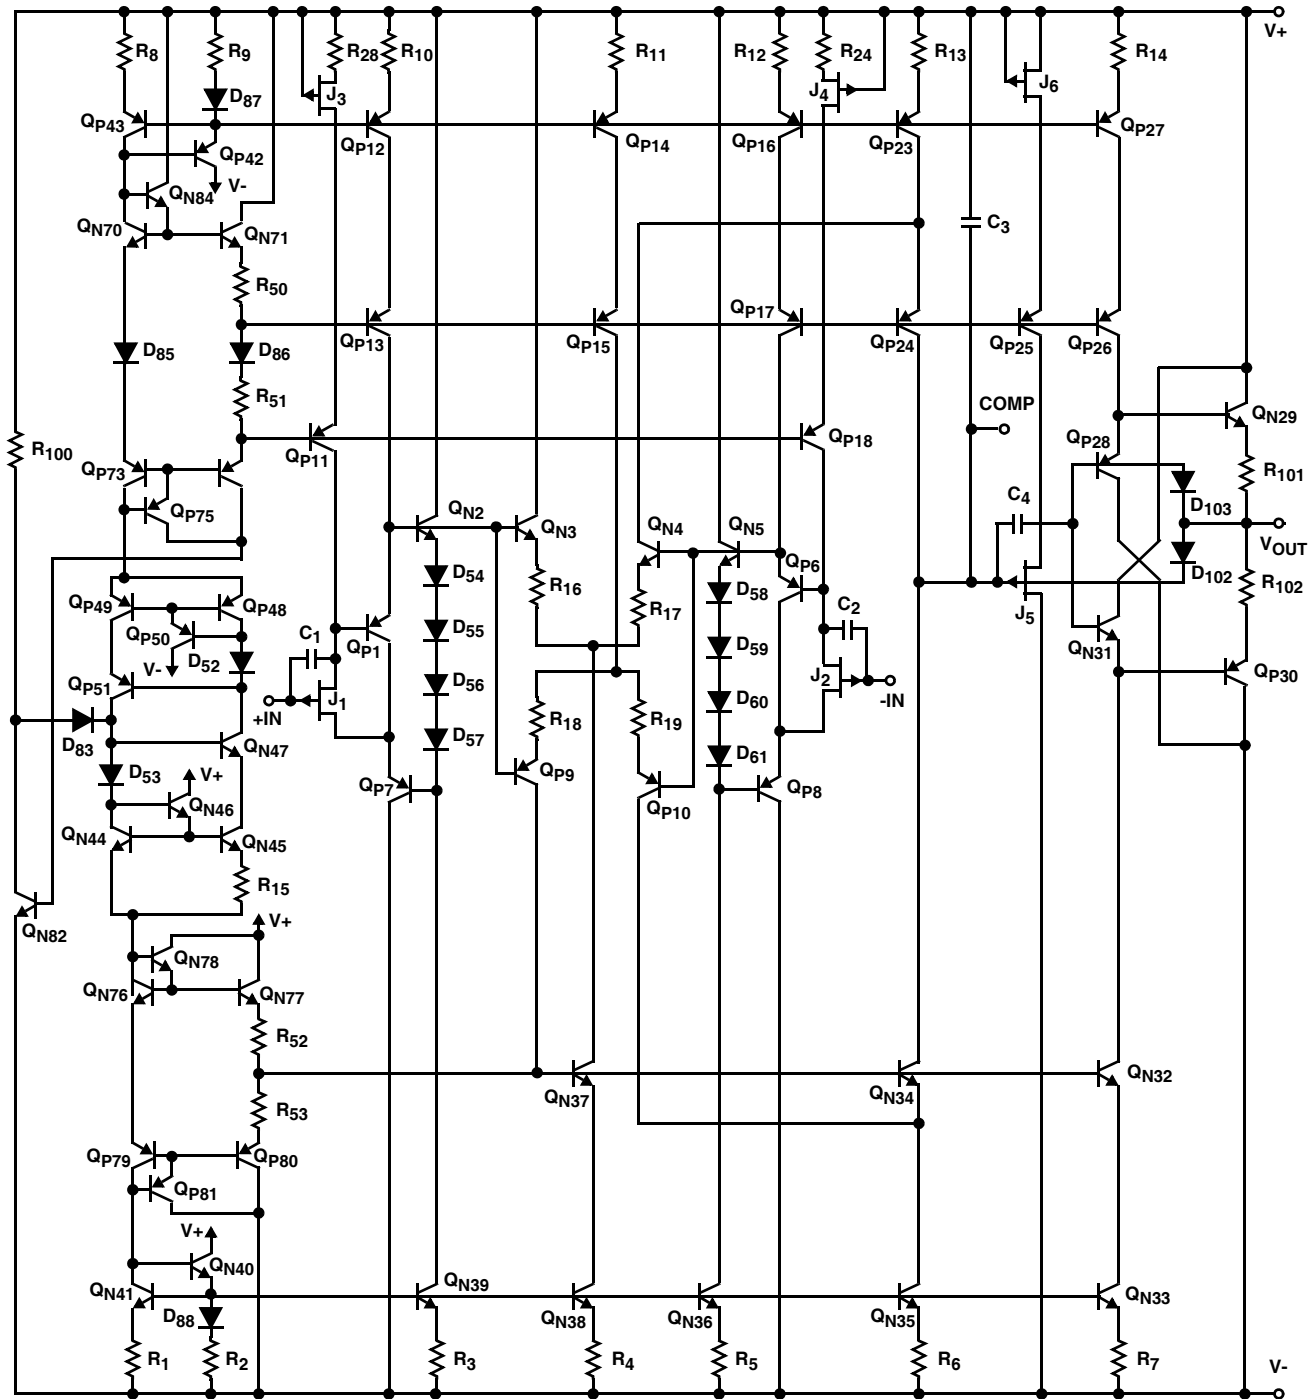 V+
R8
R9
R28
R10
R11
R12
R24
R13
J6
R14
D87
J3
J4
QP43
QP42
QP12
QP14
QP16
QP23
QP27
V-
QN84
QN70
QN71
C3
R50
QP17
QP13
QP15
QP24
QP25
QP26
D85
D86
R51
COMP
QN29
R100
QP11
QP18
QP28
R101
QP73
QP75
C4
D103
QN2
QN3
QN4
QN5
VOUT
D54
R16
QP6
D102
R102
QP49
QP48
D58
R17
C2
J5
QP50
D52
V-
D55
C1
QP1
D59
QN31
QP51
D56
J2
QP30
+IN
J1
R18
R19
D60
-IN
D83
QN47
D57
D61
D53
V+
QN46
QP7
QP9
QP10
QP8
QN44
QN45
R15
QN82
V+
QN78
QN76
QN77
R52
QN37
QN34
QN32
R53
QP79
QP80
QP81
V+
QN40
QN41
QN39
D88
QN38
QN36
QN35
QN33
R1
R2
R3
R4
R5
R6
R7
V-